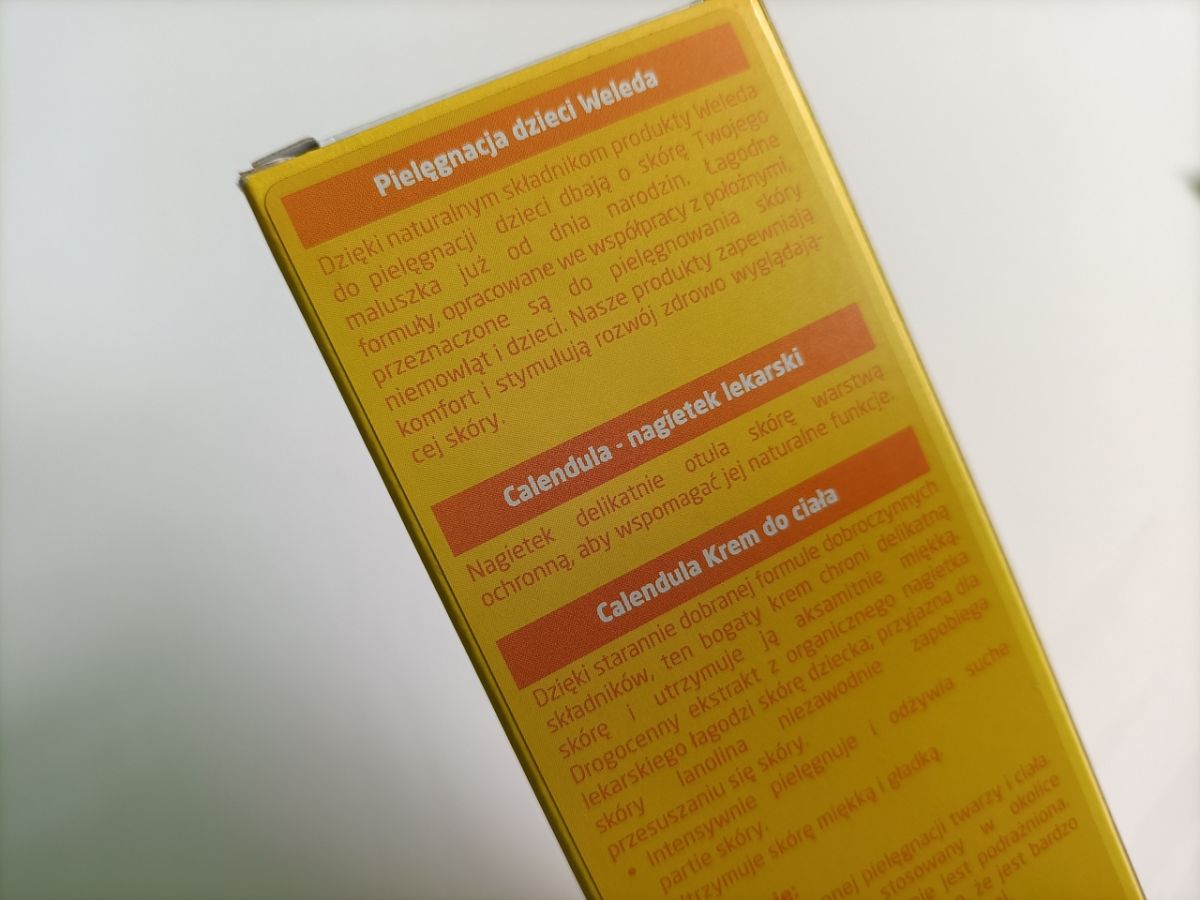 Pielęgnacja dzieci Weleda
Dzięki naturalnym składnikom produkty Weleda
do pielęgnacji dzieci dbają o skórę Twojego
maluszka już od dnia narodzin. Łagodne
formuły, opracowane we współpracy z położnymi,
przeznaczone są do pielęgnowania skóry
niemowląt i dzieci. Nasze produkty zapewniają
komfort i stymulują rozwój zdrowo wyglądają-
cej skóry.
Calendula - nagietek lekarski
Nagietek delikatnie otula skórę warstwą
ochronną, aby wspomagać jej naturalne funkcje.
Calendula Krem do ciała
Dzięki starannie dobranej formule dobroczynnych
składników, ten bogaty krem chroni delikatną
skórę i utrzymuje ją aksamitnie miękką.
Drogocenny ekstrakt z organicznego nagietka
lekarskiego łagodzi skórę dziecka; przyjazna dla
skóry lanolina niezawodnie zapobiega
przesuszaniu się skóry.
• Intensywnie pielęgnuje i odżywia sucha
partie skóry.
utrzymuje skórę miękką i gładką.
pielęgnacji twarzy i ciała.
stosowany w okolice
jest podrażniona.
że jest bardzo